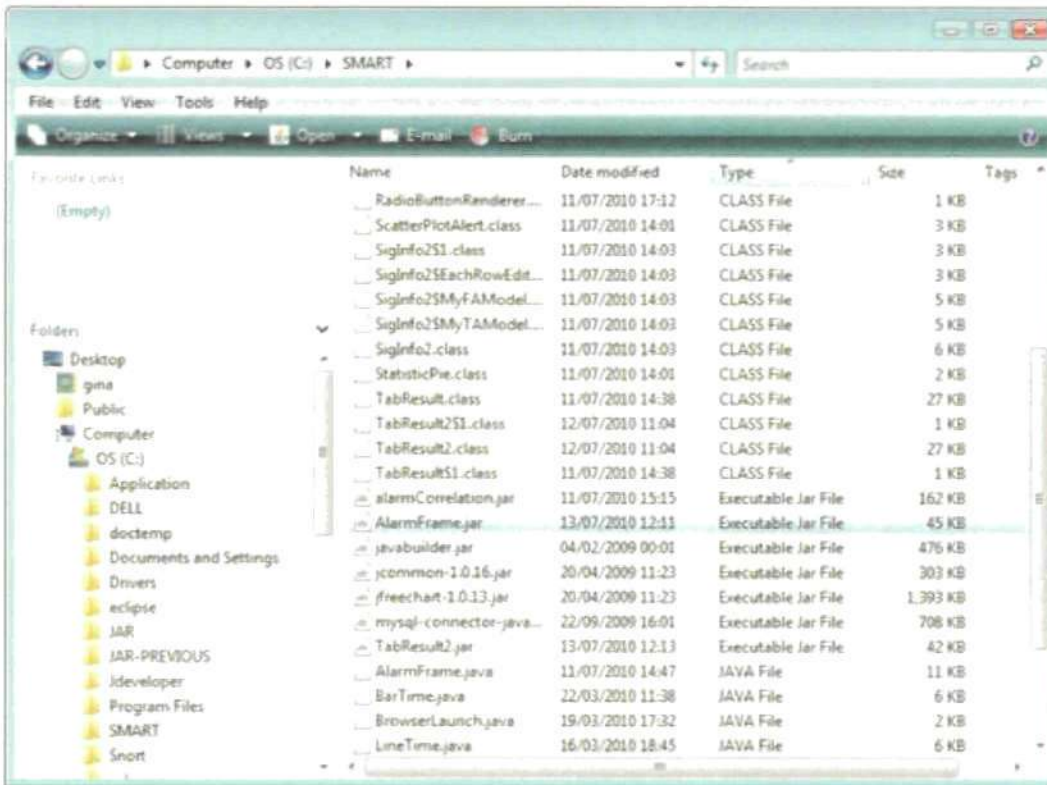 Computer ▸ OS (C:) ▸ SMART ▸
Search
File Edit View Tools Help
Organize Views Open E-mail Burn
Favorite Links
(Empty)
Folders
Desktop
gina
Public
Computer
OS (C:)
Application
DELL
doctemp
Documents and Settings
Drivers
eclipse
JAR
JAR-PREVIOUS
Jdeveloper
Program Files
SMART
Snort
Name Date modified Type Size Tags
RadioButtonRenderer.... 11/07/2010 17:12 CLASS File 1 KB
ScatterPlotAlert.class 11/07/2010 14:01 CLASS File 3 KB
SigInfo2$1.class 11/07/2010 14:03 CLASS File 3 KB
SigInfo2$EachRowEdit... 11/07/2010 14:03 CLASS File 3 KB
SigInfo2$MyFAModel.... 11/07/2010 14:03 CLASS File 5 KB
SigInfo2$MyTAModel.... 11/07/2010 14:03 CLASS File 5 KB
SigInfo2.class 11/07/2010 14:03 CLASS File 6 KB
StatisticPie.class 11/07/2010 14:01 CLASS File 2 KB
TabResult.class 11/07/2010 14:38 CLASS File 27 KB
TabResult2$1.class 12/07/2010 11:04 CLASS File 1 KB
TabResult2.class 12/07/2010 11:04 CLASS File 27 KB
TabResult$1.class 11/07/2010 14:38 CLASS File 1 KB
alarmCorrelation.jar 11/07/2010 15:15 Executable Jar File 162 KB
AlarmFrame.jar 13/07/2010 12:11 Executable Jar File 45 KB
javabuilder.jar 04/02/2009 00:01 Executable Jar File 476 KB
jcommon-1.0.16.jar 20/04/2009 11:23 Executable Jar File 303 KB
jfreechart-1.0.13.jar 20/04/2009 11:23 Executable Jar File 1,393 KB
mysql-connector-java... 22/09/2009 16:01 Executable Jar File 708 KB
TabResult2.jar 13/07/2010 12:13 Executable Jar File 42 KB
AlarmFrame.java 11/07/2010 14:47 JAVA File 11 KB
BarTime.java 22/03/2010 11:38 JAVA File 6 KB
BrowserLaunch.java 19/03/2010 17:32 JAVA File 2 KB
LineTime.java 16/03/2010 18:45 JAVA File 6 KB